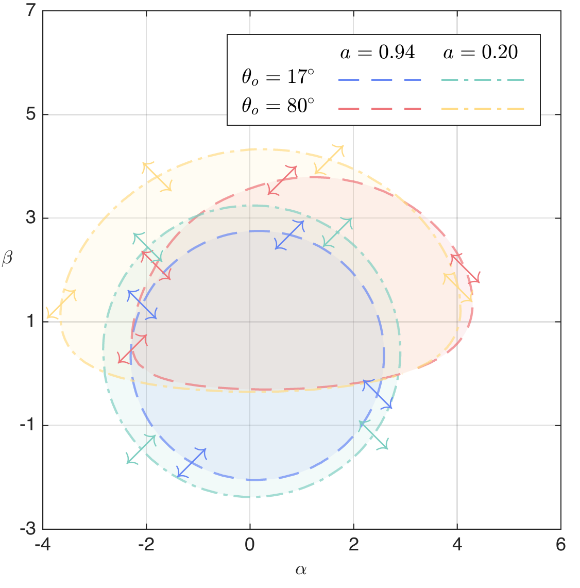 7
a = 0.94 a = 0.20
θₒ = 17°
θₒ = 80°
5
3
β
1
-1
-3
-4 -2 0 2 4 6
α